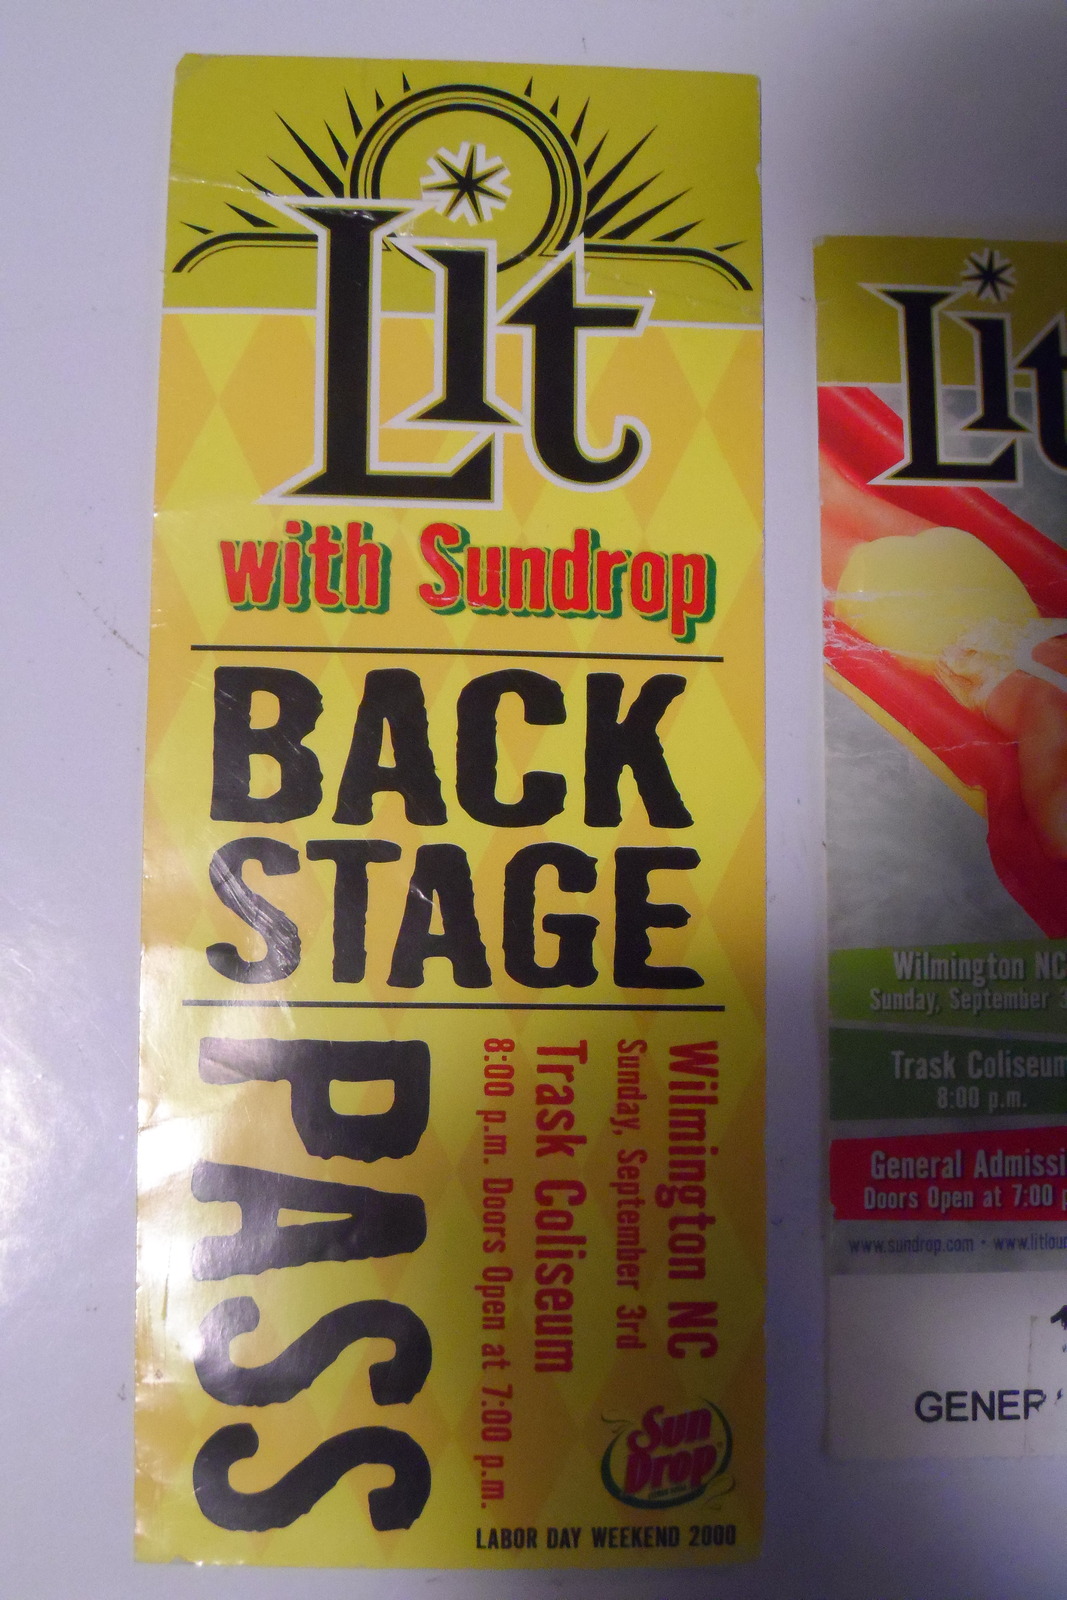 Lit
with Sundrop
BACK
STAGE
PASS
Wilmington NC
Sunday, September 3rd
Trask Coliseum
8:00 p.m. Doors Open at 7:00 p.m.
Sun
Drop
LABOR DAY WEEKEND 2000
Lit
Wilmington NC
Sunday, September
Trask Coliseum
8:00 p.m.
General Admissi
Doors Open at 7:00 p
www.sundrop.com • www.litlou
GENER